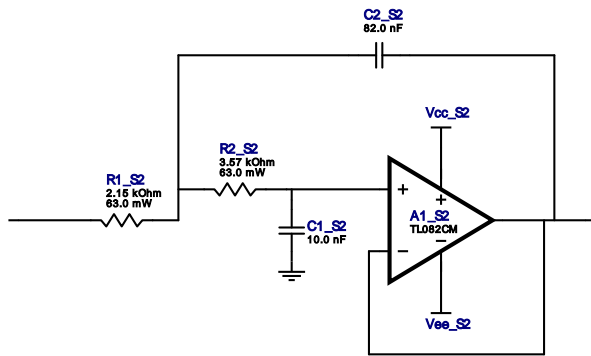 C2_S2
82.0 nF
Vcc_S2
R2_S2
3.57 kOhm
63.0 mW
R1_S2
2.15 kOhm
63.0 mW
+
+
A1_S2
TL082CM
C1_S2
10.0 nF
−
−
Vee_S2